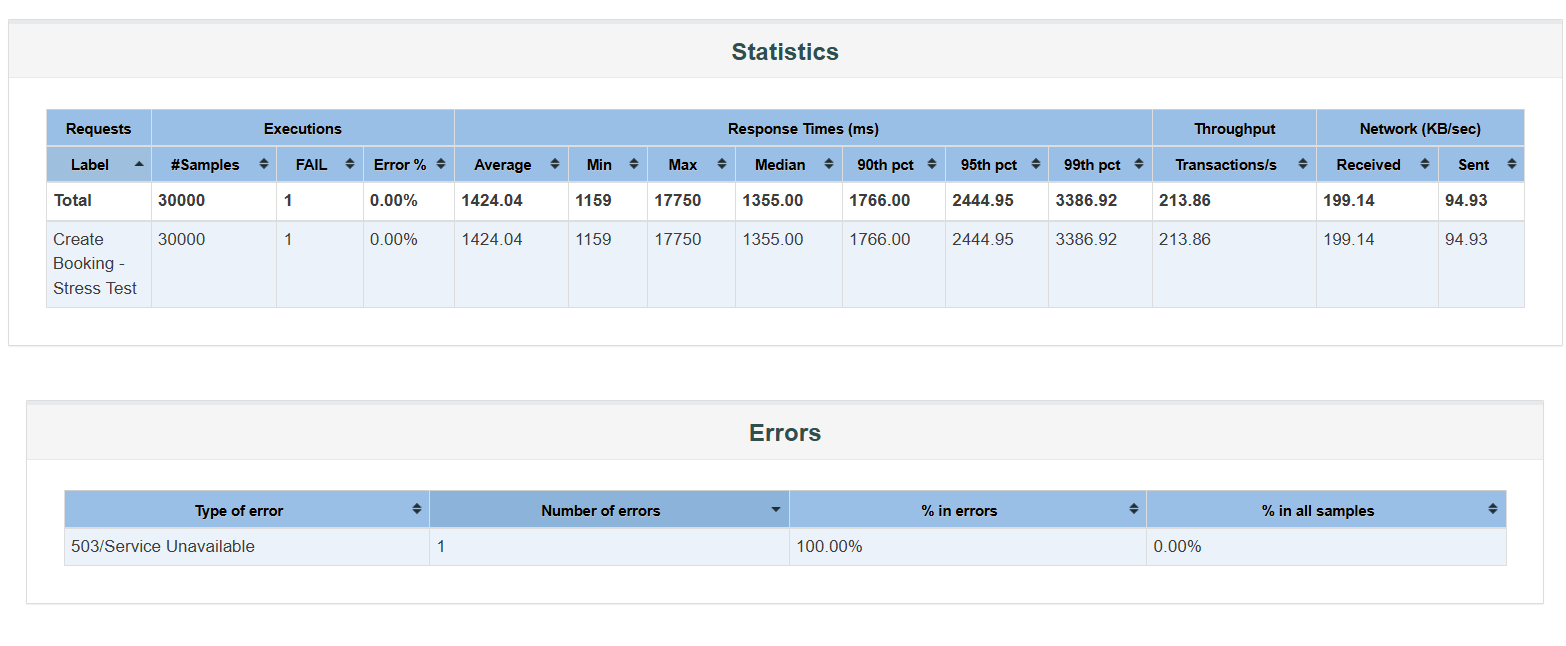 Statistics
Requests Executions Response Times (ms) Throughput Network (KB/sec)
Label #Samples FAIL Error % Average Min Max Median 90th pct 95th pct 99th pct Transactions/s Received Sent
Total 30000 1 0.00% 1424.04 1159 17750 1355.00 1766.00 2444.95 3386.92 213.86 199.14 94.93
Create 30000 1 0.00% 1424.04 1159 17750 1355.00 1766.00 2444.95 3386.92 213.86 199.14 94.93
Booking -
Stress Test
Errors
Type of error Number of errors % in errors % in all samples
503/Service Unavailable 1 100.00% 0.00%